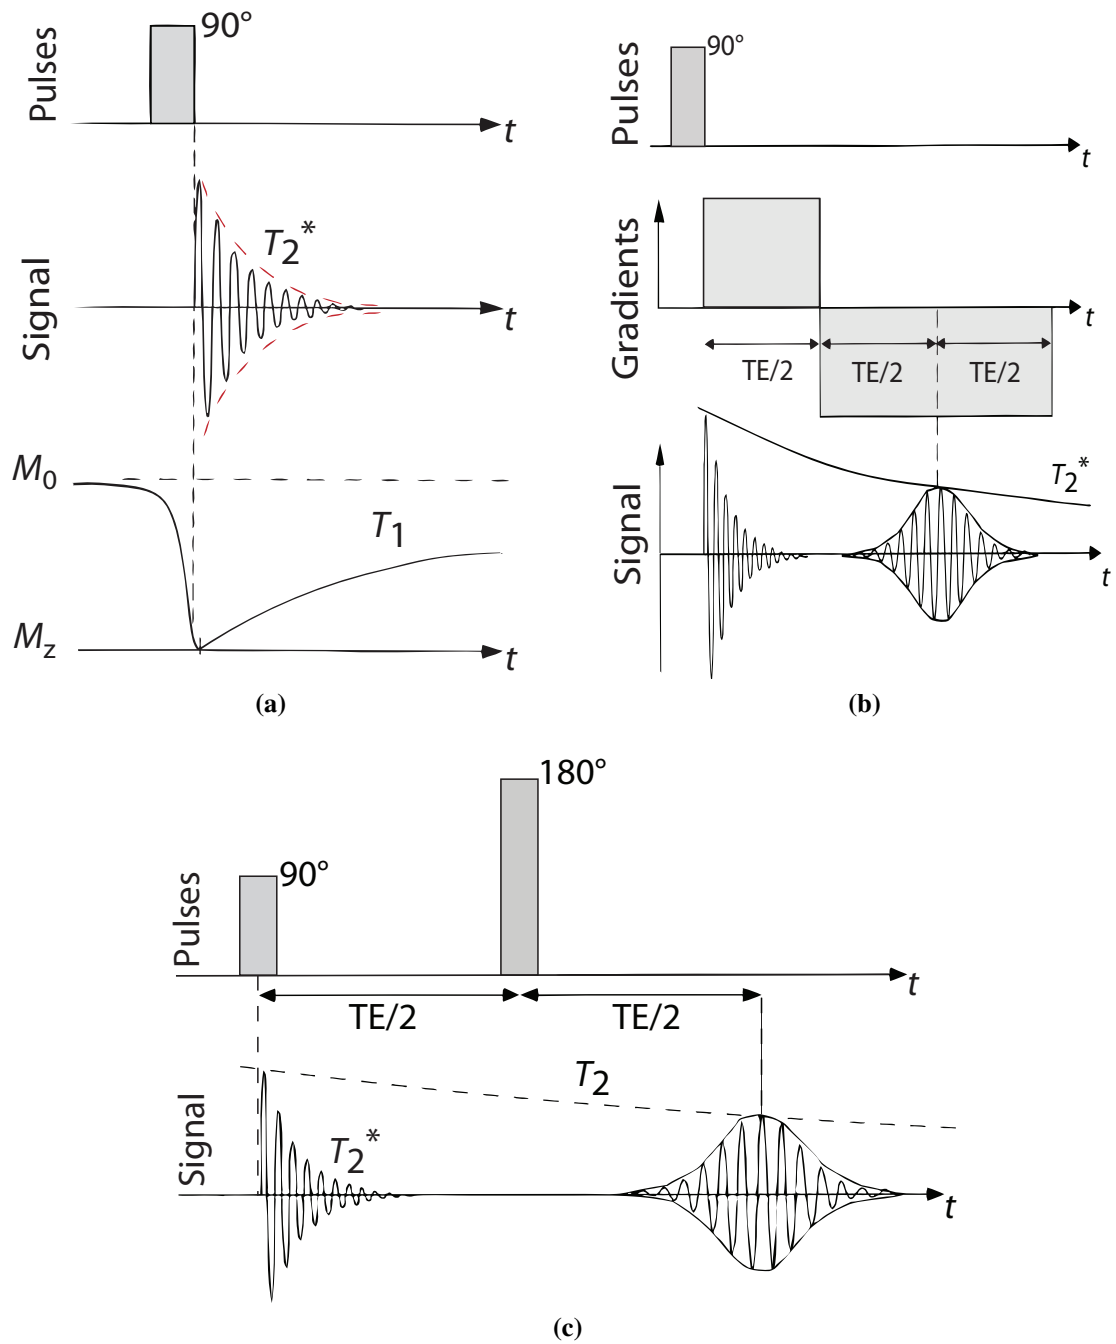 90°
Pulses
t
T2*
Signal
t
M0
T1
Mz
t
(a)
90°
Pulses
t
Gradients
t
TE/2
TE/2
TE/2
T2*
Signal
t
(b)
180°
90°
Pulses
t
TE/2
TE/2
T2
T2*
Signal
t
(c)